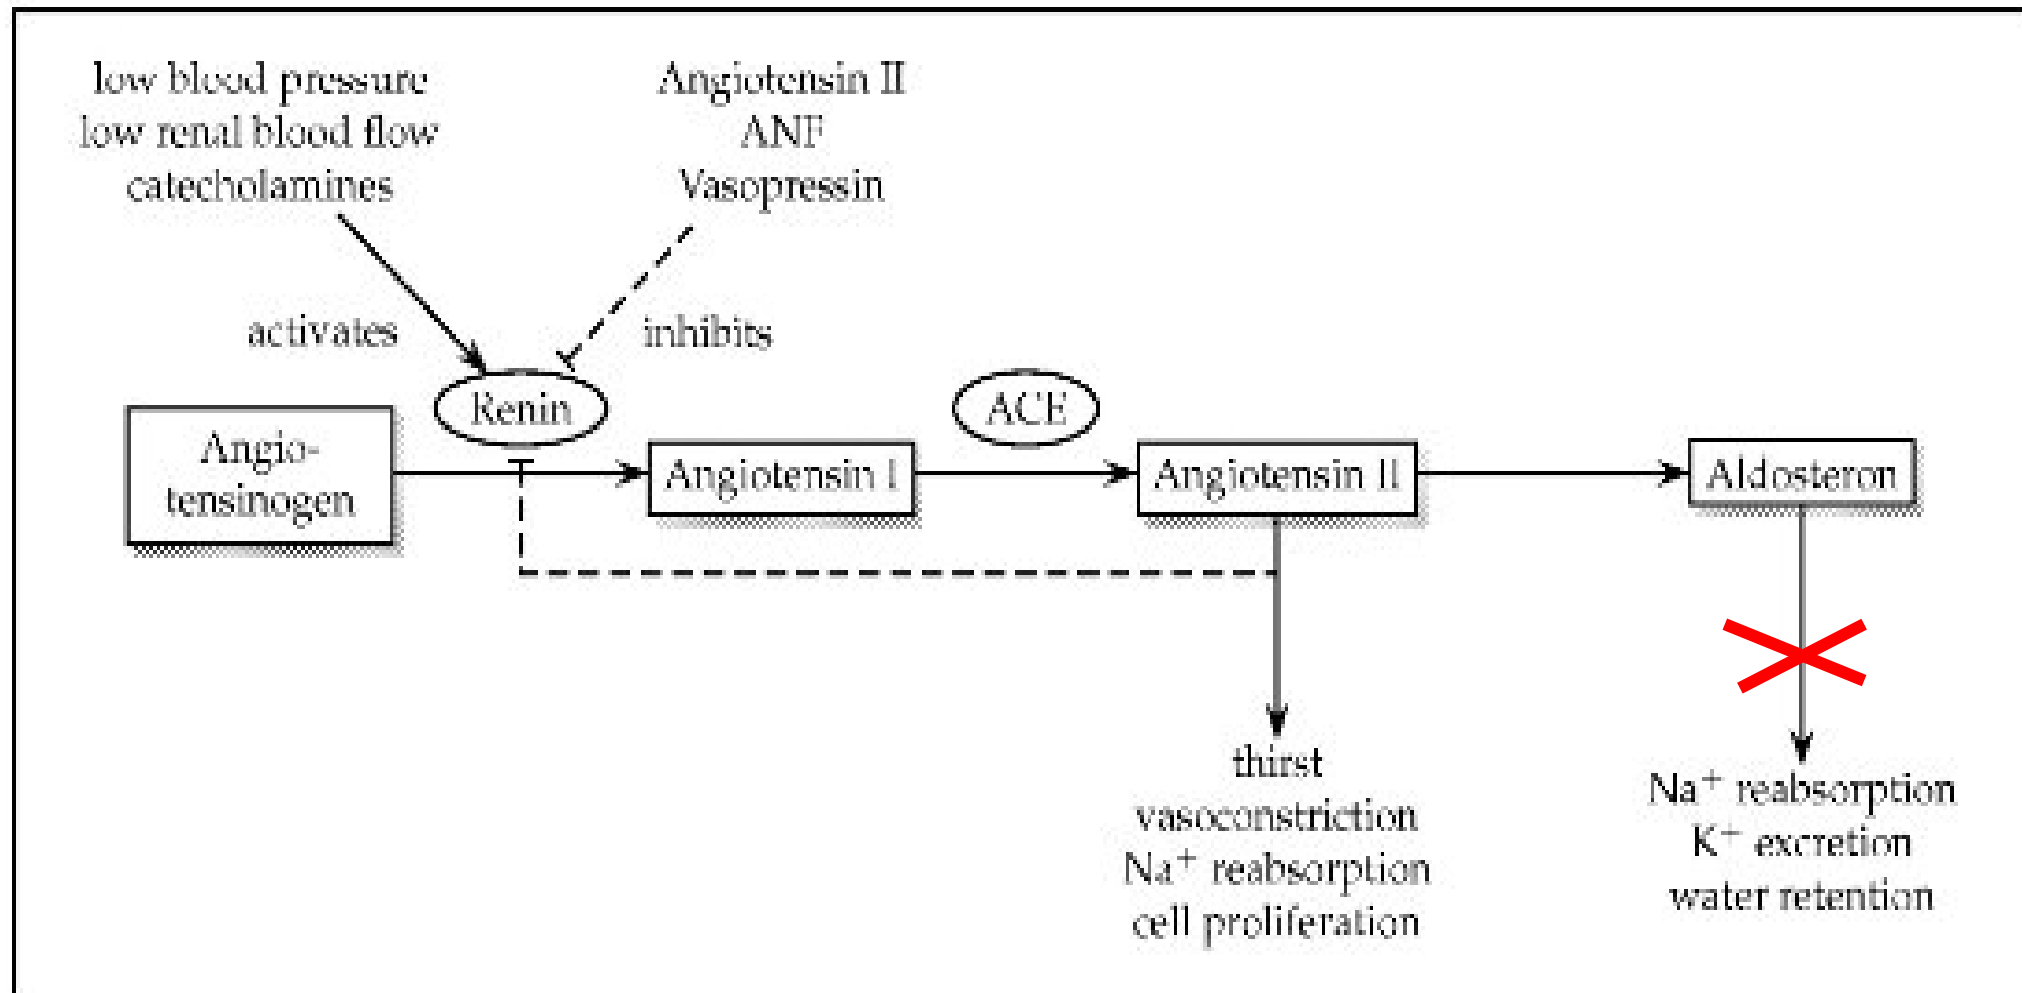 low blood pressure
low renal blood flow
catecholamines
Angiotensin II
ANF
Vasopressin
activates
inhibits
Renin
ACE
Angio-
tensinogen
Angiotensin I
Angiotensin II
Aldosteron
thirst
vasoconstriction
Na⁺ reabsorption
cell proliferation
Na⁺ reabsorption
K⁺ excretion
water retention